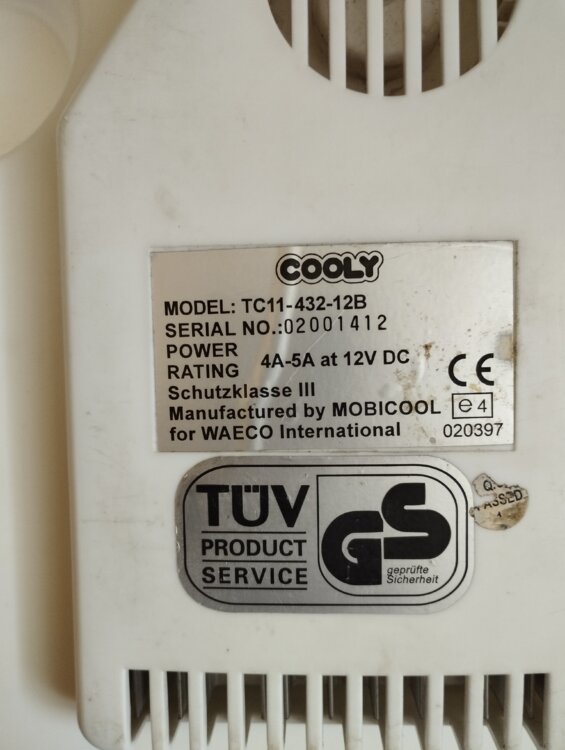 COOLY
MODEL: TC11-432-12B
SERIAL NO.:02001412
POWER
RATING 4A-5A at 12V DC
CE
Schutzklasse III
Manufactured by MOBICOOL e4
for WAECO International 020397
TÜV
PRODUCT
SERVICE
GS
geprüfte
Sicherheit
PASSED